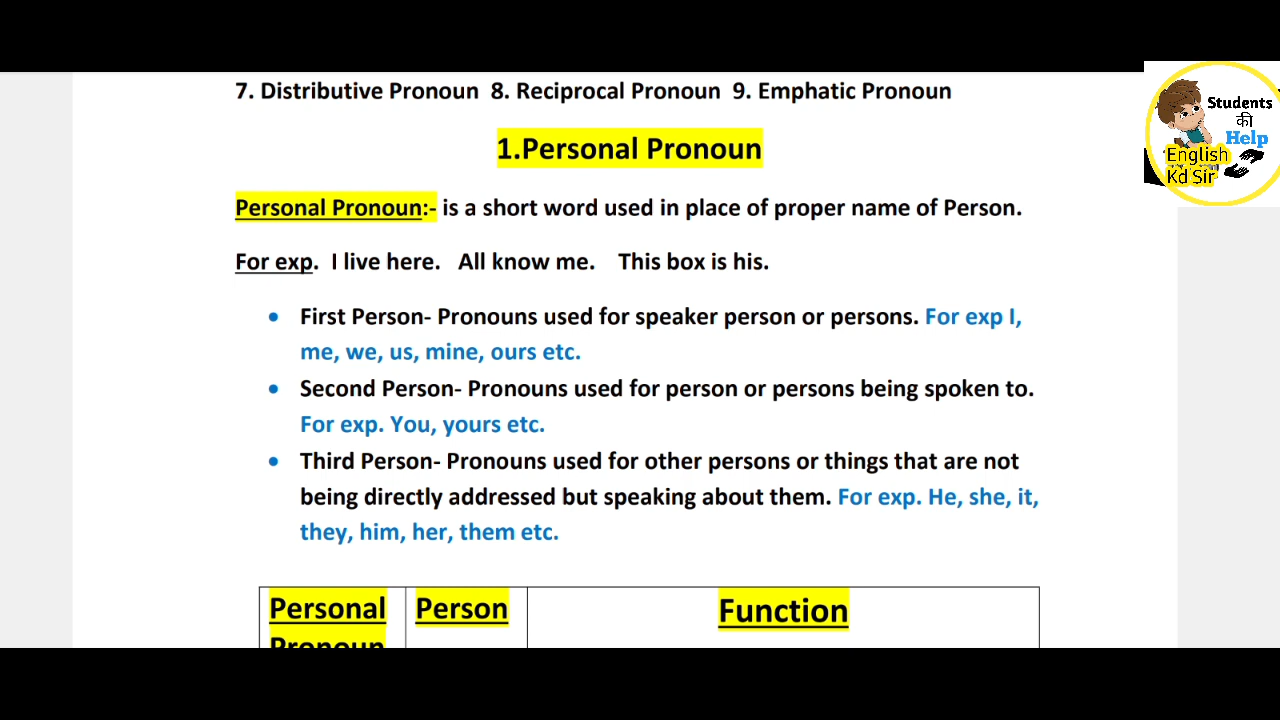 7. Distributive Pronoun 8. Reciprocal Pronoun 9. Emphatic Pronoun
1.Personal Pronoun
Personal Pronoun:- is a short word used in place of proper name of Person.
For exp. I live here. All know me. This box is his.
• First Person- Pronouns used for speaker person or persons. For exp I,
me, we, us, mine, ours etc.
• Second Person- Pronouns used for person or persons being spoken to.
For exp. You, yours etc.
• Third Person- Pronouns used for other persons or things that are not
being directly addressed but speaking about them. For exp. He, she, it,
they, him, her, them etc.
Personal Person Function
Pronoun
Students
की
Help
English
Kd Sir